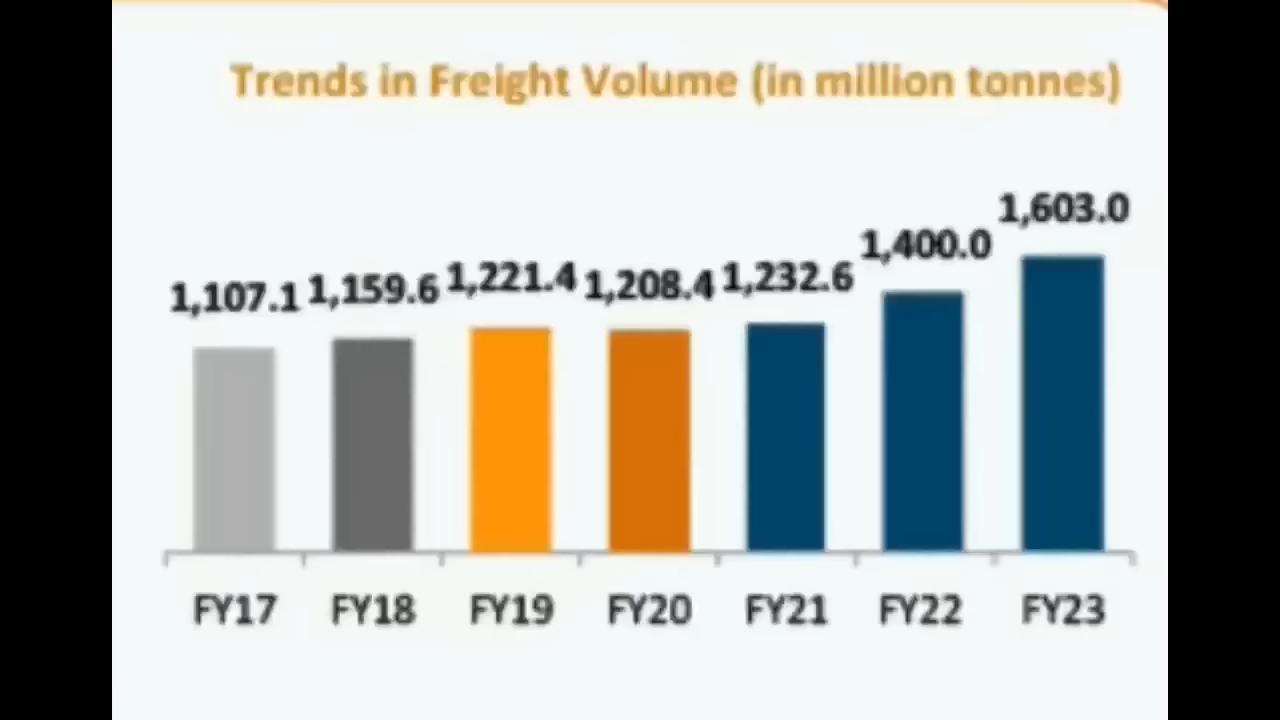 Trends in Freight Volume (in million tonnes)
1,107.1 1,159.6 1,221.4 1,208.4 1,232.6 1,400.0 1,603.0
FY17 FY18 FY19 FY20 FY21 FY22 FY23